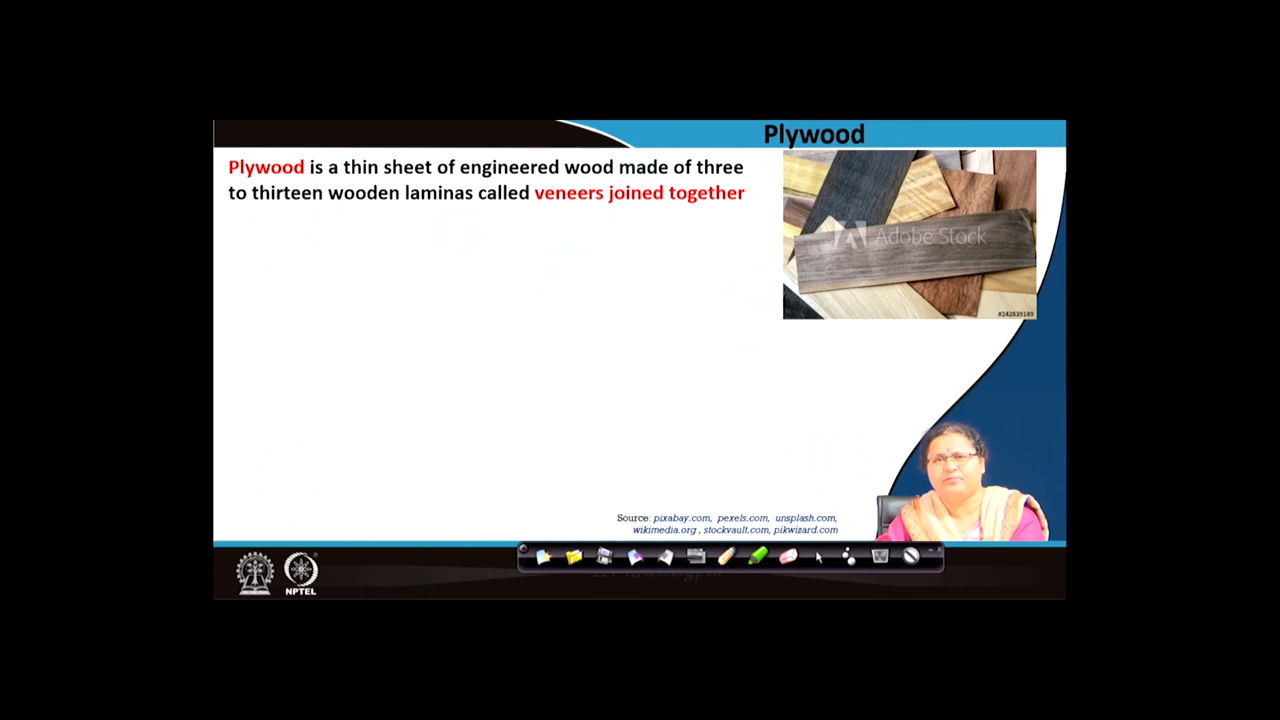 Plywood
Plywood is a thin sheet of engineered wood made of three
to thirteen wooden laminas called veneers joined together
Adobe Stock
#242639189
Source: pixabay.com, pexels.com, unsplash.com,
wikimedia.org , stockvault.com, pikwizard.com
NPTEL